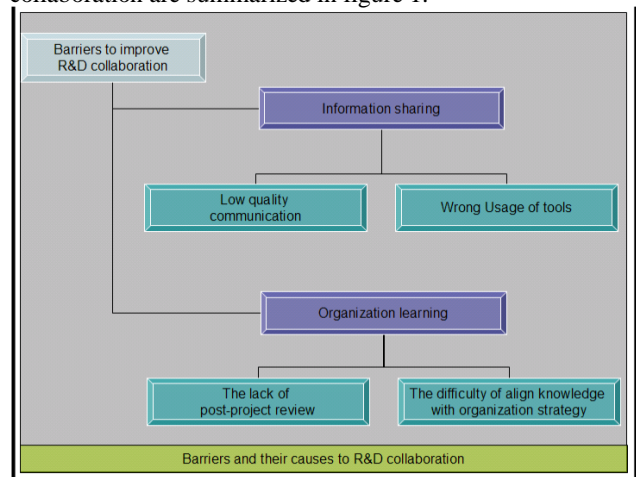 collaboration are summarized in figure 1.
Barriers to improve
R&D collaboration
Information sharing
Low quality
communication
Wrong Usage of tools
Organization learning
The lack of
post-project review
The difficulty of align knowledge
with organization strategy
Barriers and their causes to R&D collaboration